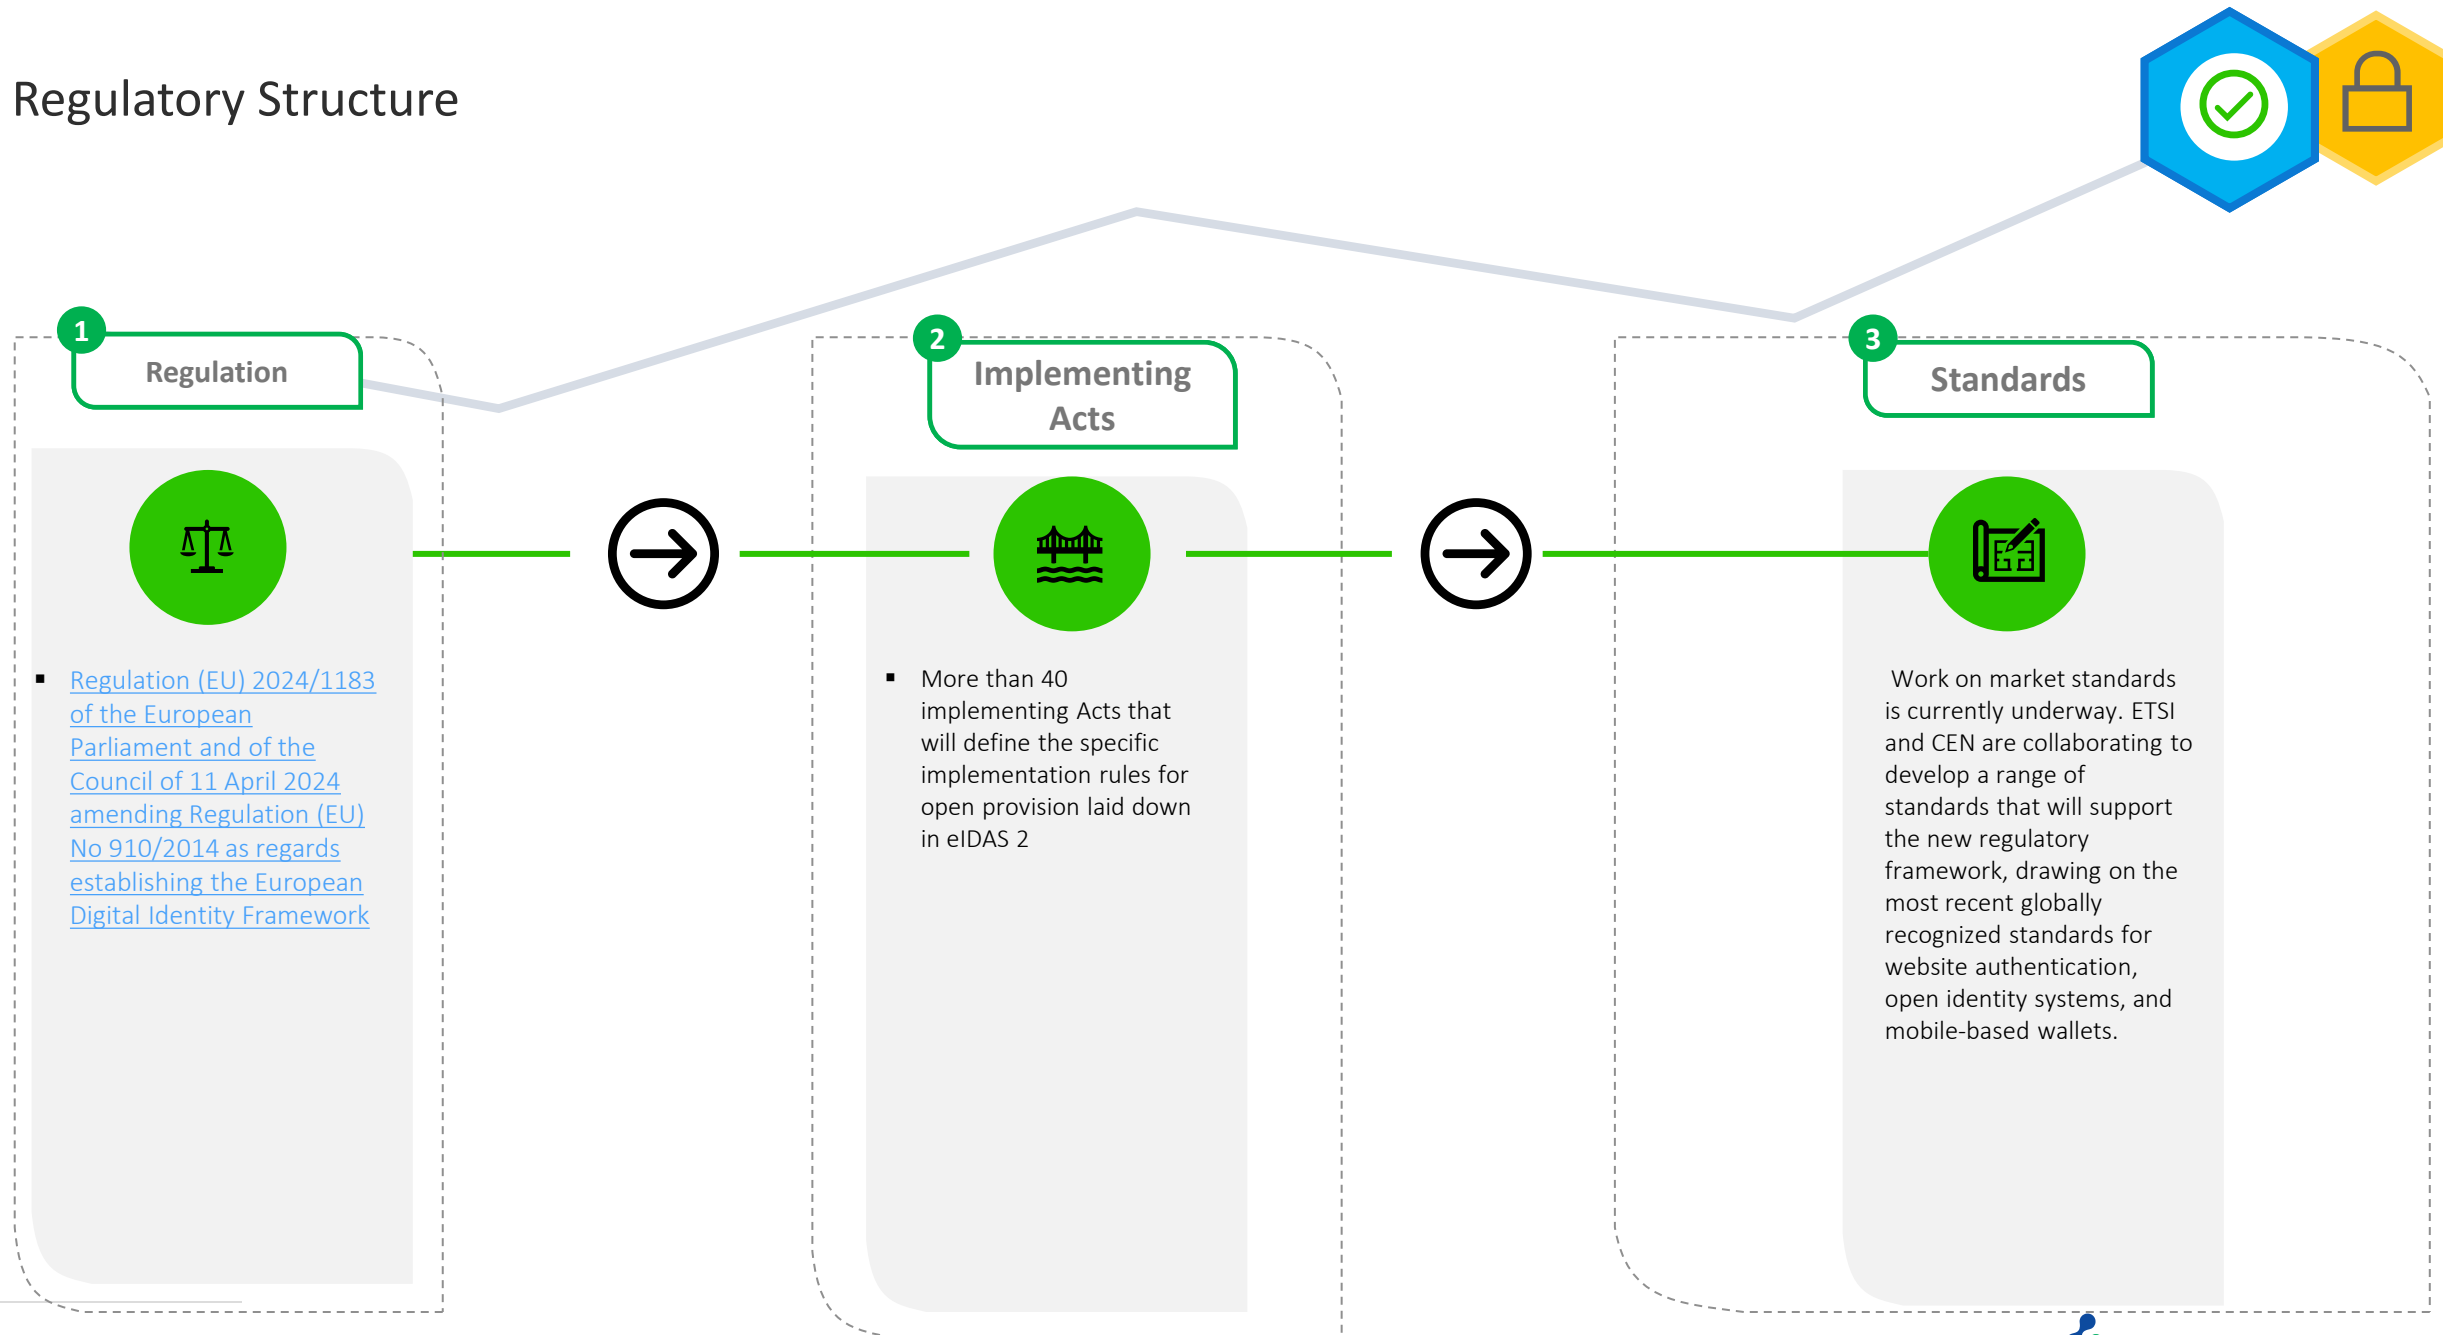 Regulatory Structure
1
Regulation
▪ Regulation (EU) 2024/1183
of the European
Parliament and of the
Council of 11 April 2024
amending Regulation (EU)
No 910/2014 as regards
establishing the European
Digital Identity Framework
2
Implementing
Acts
▪ More than 40
implementing Acts that
will define the specific
implementation rules for
open provision laid down
in eIDAS 2
3
Standards
Work on market standards
is currently underway. ETSI
and CEN are collaborating to
develop a range of
standards that will support
the new regulatory
framework, drawing on the
most recent globally
recognized standards for
website authentication,
open identity systems, and
mobile-based wallets.